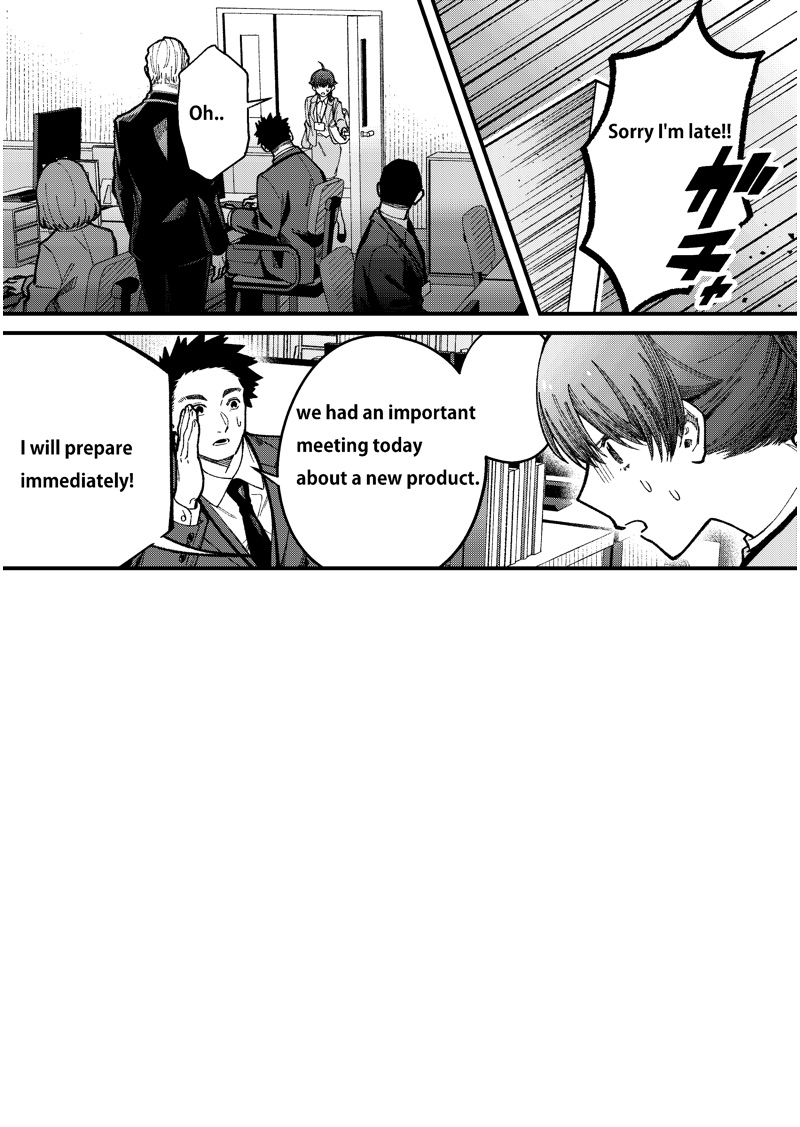 Sorry I'm late!!
ガチャ
Oh..
we had an important
meeting today
about a new product.
I will prepare
immediately!